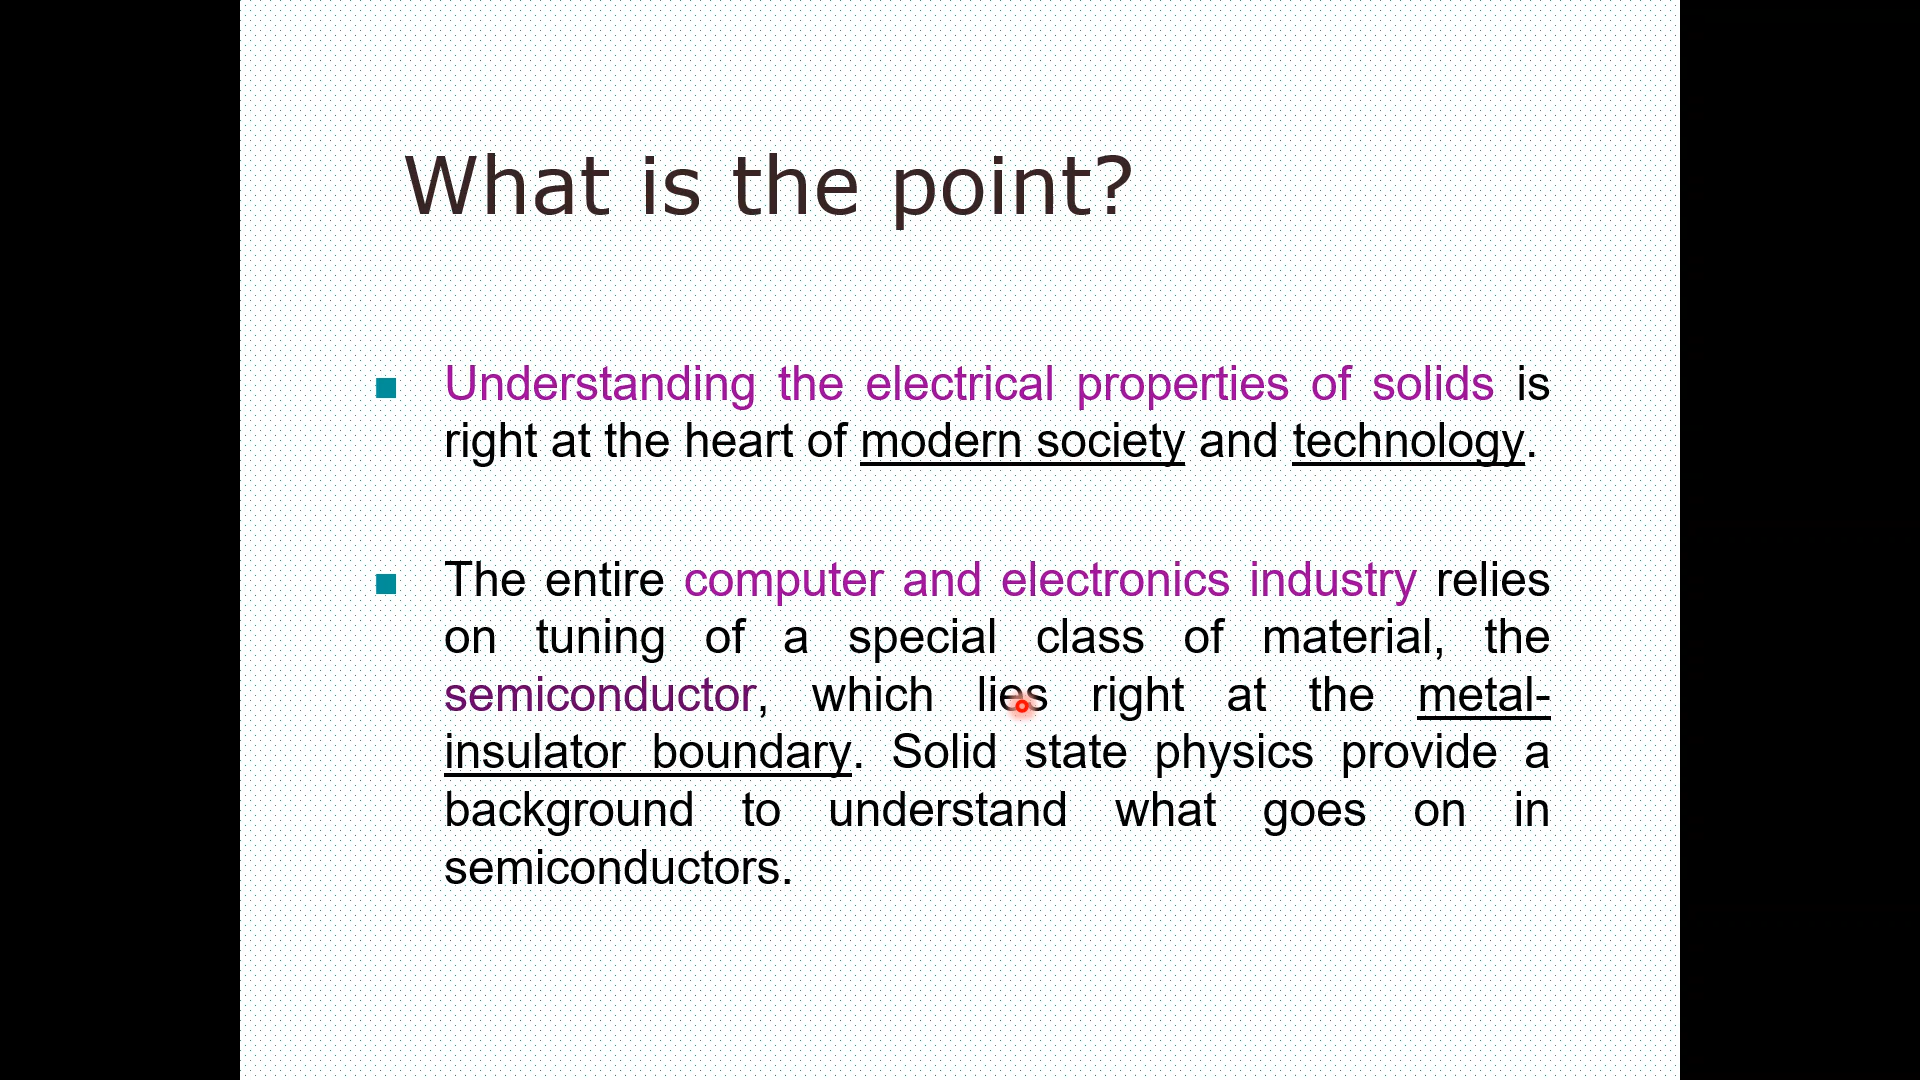 What is the point?
Understanding the electrical properties of solids is
right at the heart of modern society and technology.
The entire computer and electronics industry relies
on tuning of a special class of material, the
semiconductor, which lies right at the metal-
insulator boundary. Solid state physics provide a
background to understand what goes on in
semiconductors.